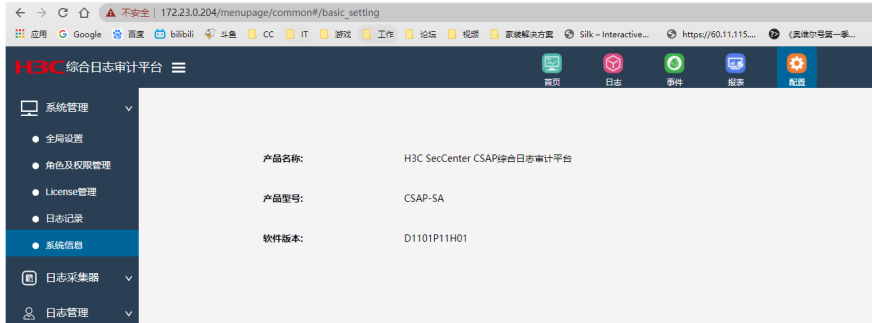 不安全 | 172.23.0.204/menupage/common#/basic_setting
应用 Google 百度 bilibili 斗鱼 CC IT 游戏 工作 论坛 视频 家装解决方案 Silk – Interactive... https://60.11.115.... 《奥维尔号第一季...
H3C 综合日志审计平台 首页 日志 事件 报表 配置
系统管理
全局设置
角色及权限管理
License管理
日志记录
系统信息
日志采集器
日志管理
产品名称: H3C SecCenter CSAP综合日志审计平台
产品型号: CSAP-SA
软件版本: D1101P11H01